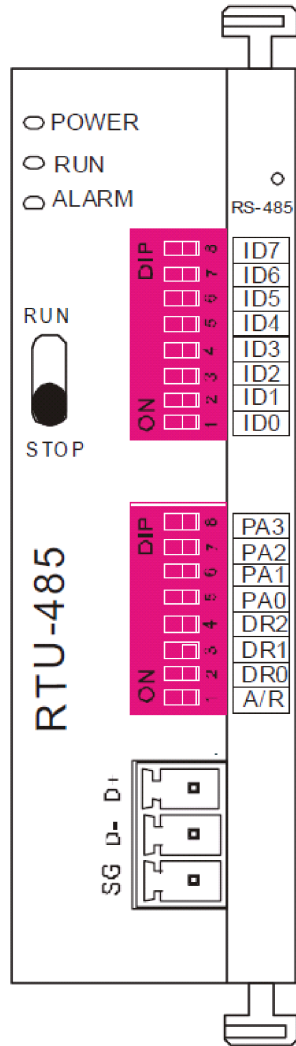 POWER
RUN
ALARM
RS-485
RUN
STOP
DIP
ON
8
7
6
5
4
3
2
1
ID7
ID6
ID5
ID4
ID3
ID2
ID1
ID0
RTU-485
DIP
ON
8
7
6
5
4
3
2
1
PA3
PA2
PA1
PA0
DR2
DR1
DR0
A/R
D+
D-
SG